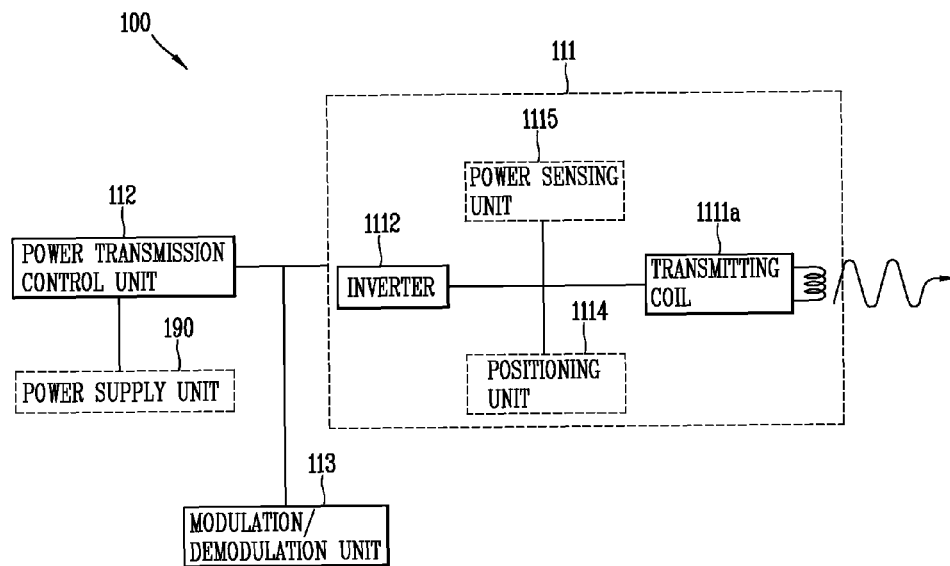 100
111
1115
POWER SENSING
UNIT
112
POWER TRANSMISSION
CONTROL UNIT
1112
INVERTER
1111a
TRANSMITTING
COIL
190
POWER SUPPLY UNIT
1114
POSITIONING
UNIT
113
MODULATION/
DEMODULATION UNIT